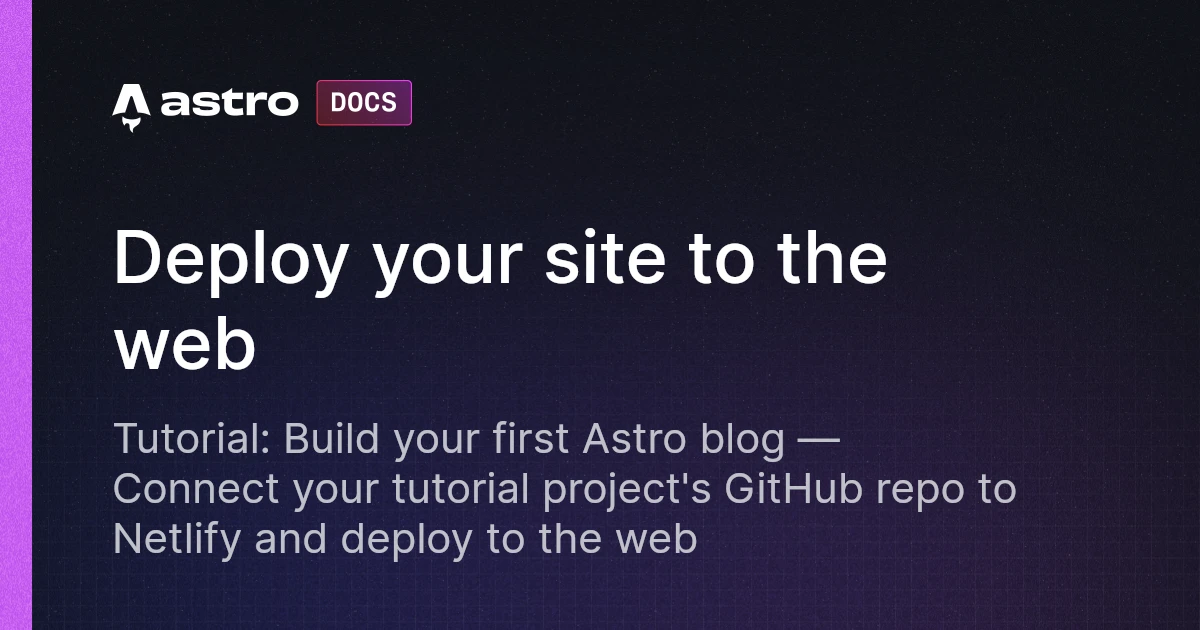 astro DOCS
Deploy your site to the
web
Tutorial: Build your first Astro blog —
Connect your tutorial project's GitHub repo to
Netlify and deploy to the web